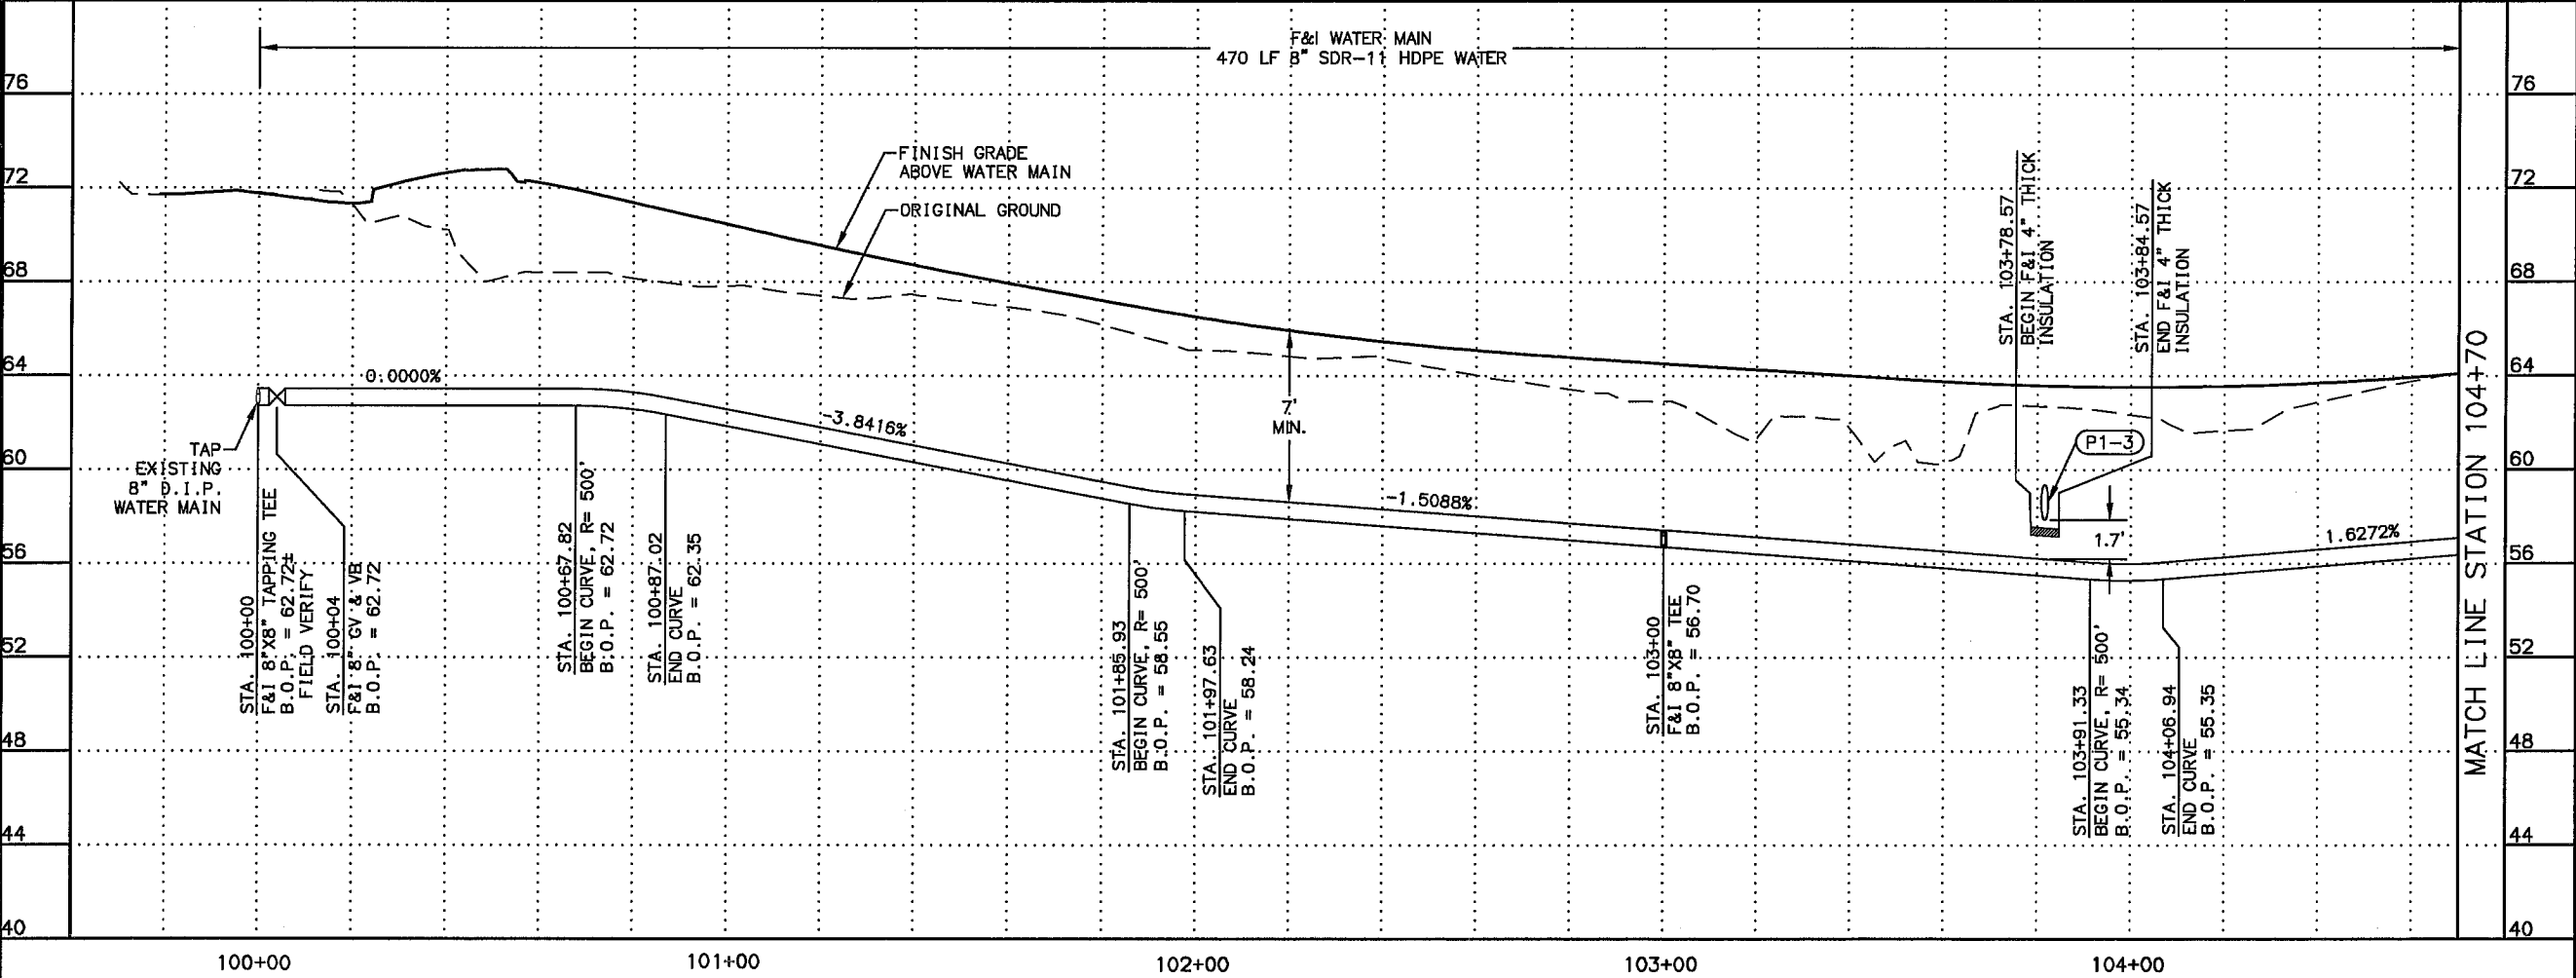 F&I WATER MAIN
470 LF 8" SDR-11 HDPE WATER
76
72
68
64
60
56
52
48
44
40
76
72
68
64
60
56
52
48
44
40
FINISH GRADE
ABOVE WATER MAIN
ORIGINAL GROUND
0.0000%
-3.8416%
7'
MIN.
-1.5088%
1.6272%
TAP
EXISTING
8" D.I.P.
WATER MAIN
STA. 100+00
F&I 8"X8" TAPPING TEE
B.O.P. = 62.72±
FIELD VERIFY
STA. 100+04
F&I 8" GV & VB
B.O.P. = 62.72
STA. 100+67.82
BEGIN CURVE, R= 500'
B.O.P. = 62.72
STA. 100+87.02
END CURVE
B.O.P. = 62.35
STA. 101+85.93
BEGIN CURVE, R= 500'
B.O.P. = 58.55
STA. 101+97.63
END CURVE
B.O.P. = 58.24
STA. 103+00
F&I 8"X8" TEE
B.O.P. = 56.70
STA. 103+78.57
BEGIN F&I 4" THICK
INSULATION
STA. 103+84.57
END F&I 4" THICK
INSULATION
P1-3
1.7'
STA. 103+91.33
BEGIN CURVE, R= 500'
B.O.P. = 55.34
STA. 104+06.94
END CURVE
B.O.P. = 55.35
MATCH LINE STATION 104+70
100+00
101+00
102+00
103+00
104+00